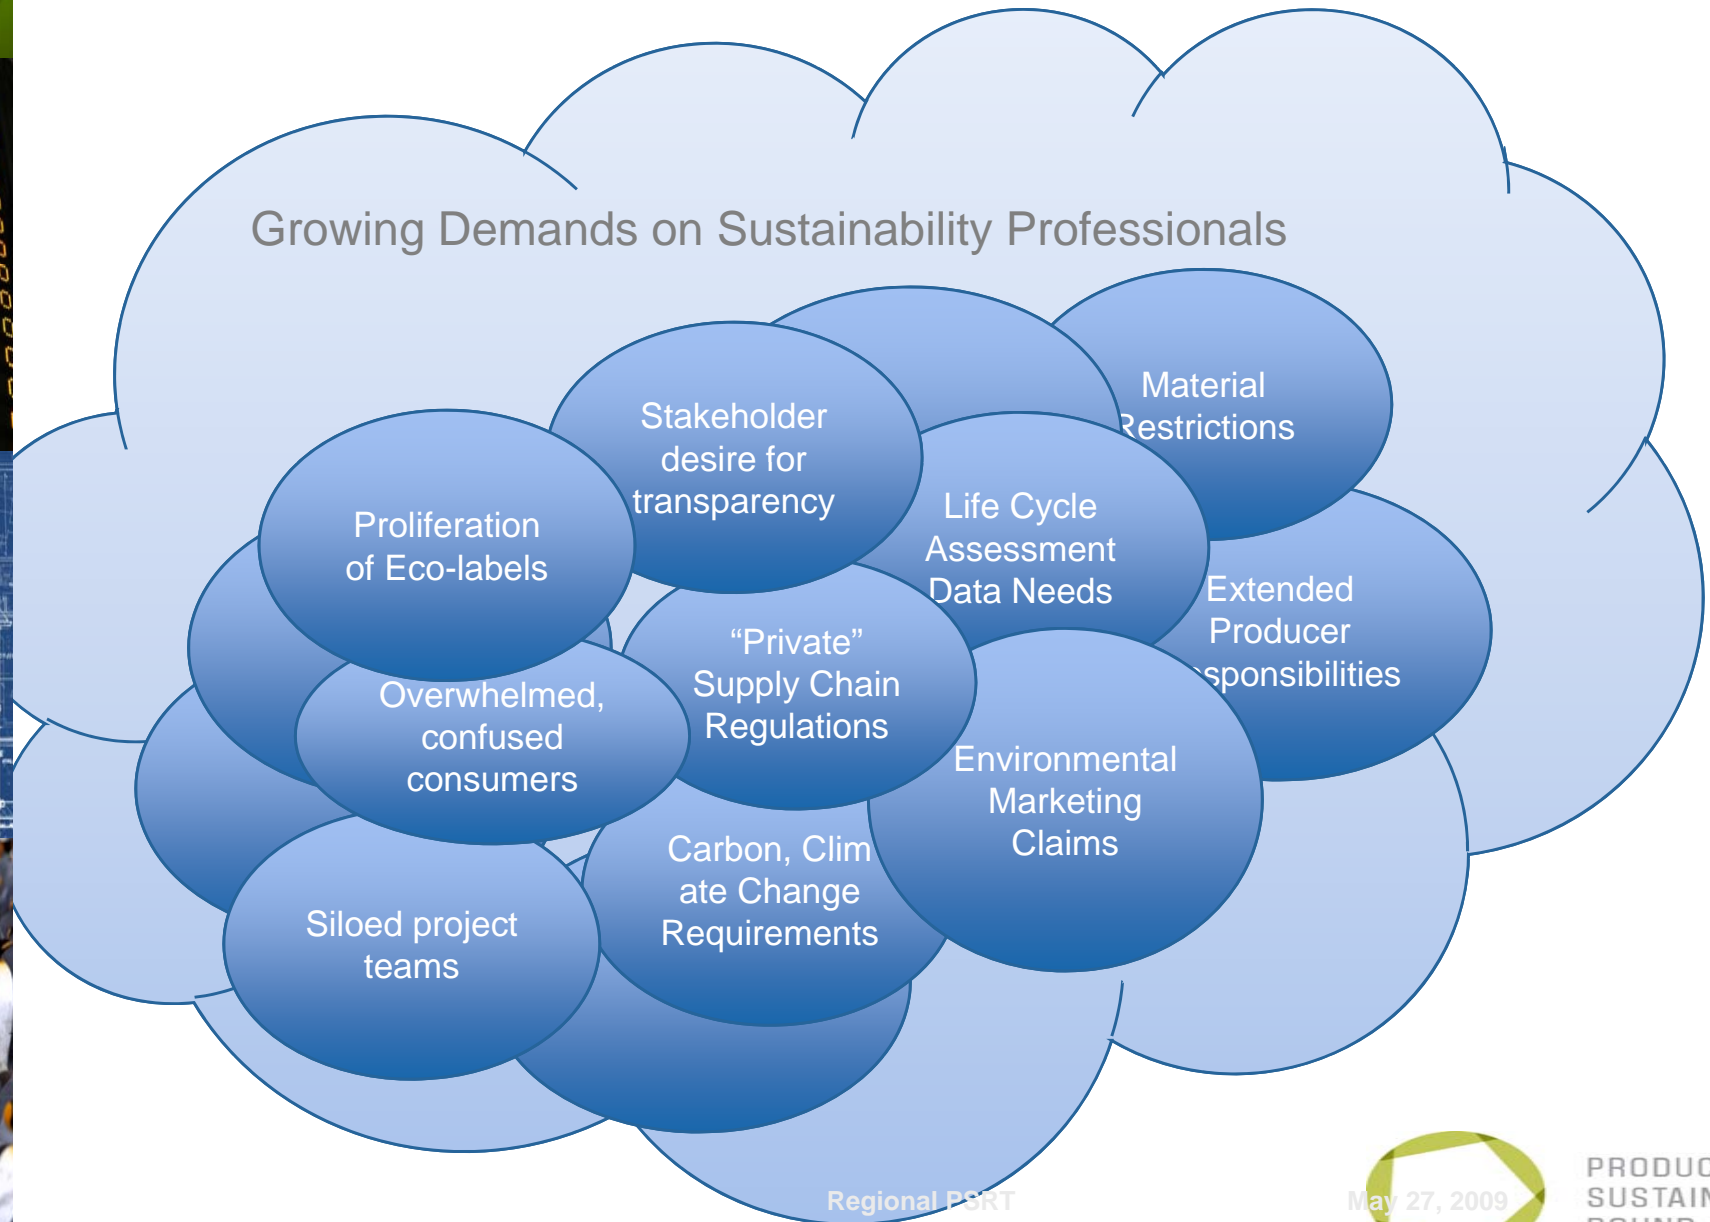 Growing Demands on Sustainability Professionals
Material
Restrictions
Stakeholder
desire for
transparency
Life Cycle
Assessment
Data Needs
Proliferation
of Eco-labels
Extended
Producer
sponsibilities
“Private”
Supply Chain
Regulations
Overwhelmed,
confused
consumers
Environmental
Marketing
Claims
Carbon, Clim
ate Change
Requirements
Siloed project
teams
Regional PSRT
May 27, 2009
PRODUC
SUSTAIN